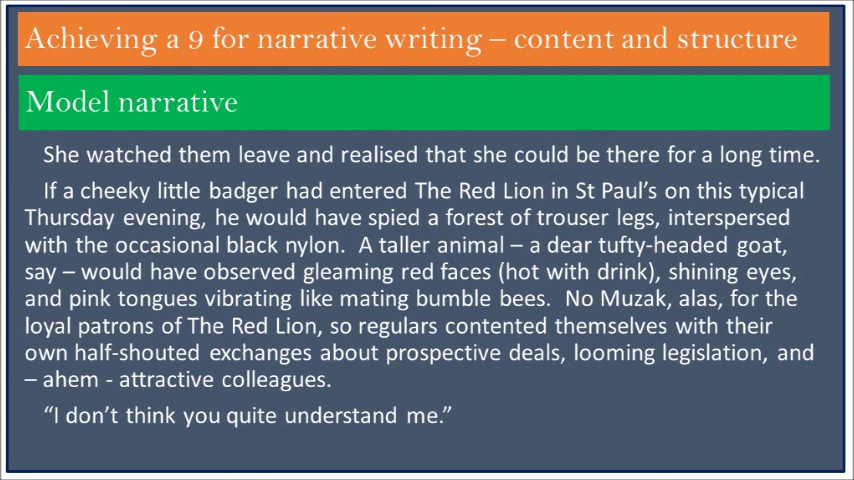 Achieving a 9 for narrative writing – content and structure
Model narrative
She watched them leave and realised that she could be there for a long time.
If a cheeky little badger had entered The Red Lion in St Paul’s on this typical
Thursday evening, he would have spied a forest of trouser legs, interspersed
with the occasional black nylon.  A taller animal – a dear tufty-headed goat,
say – would have observed gleaming red faces (hot with drink), shining eyes,
and pink tongues vibrating like mating bumble bees.  No Muzak, alas, for the
loyal patrons of The Red Lion, so regulars contented themselves with their
own half-shouted exchanges about prospective deals, looming legislation, and
– ahem - attractive colleagues.
“I don’t think you quite understand me.”